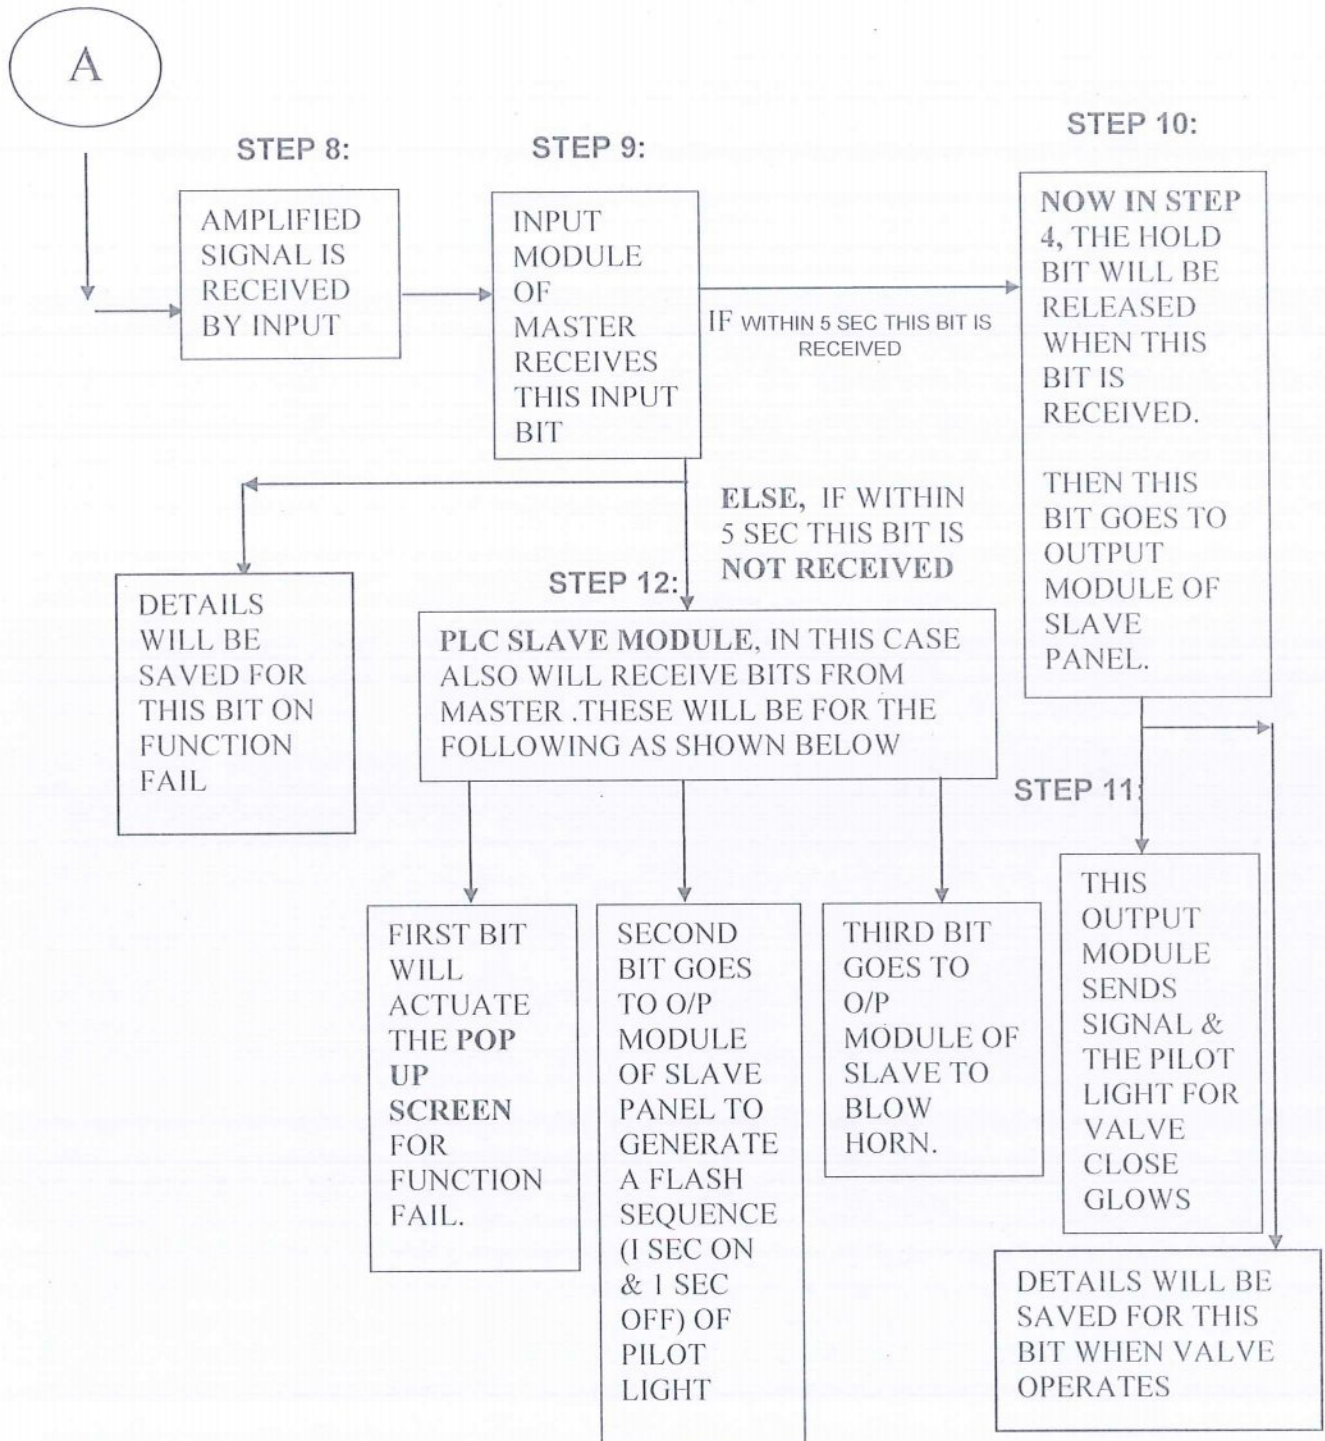 A
STEP 8:
AMPLIFIED
SIGNAL IS
RECEIVED
BY INPUT
STEP 9:
INPUT
MODULE
OF
MASTER
RECEIVES
THIS INPUT
BIT
IF WITHIN 5 SEC THIS BIT IS
RECEIVED
STEP 10:
NOW IN STEP
4, THE HOLD
BIT WILL BE
RELEASED
WHEN THIS
BIT IS
RECEIVED.
THEN THIS
BIT GOES TO
OUTPUT
MODULE OF
SLAVE
PANEL.
ELSE, IF WITHIN
5 SEC THIS BIT IS
NOT RECEIVED
DETAILS
WILL BE
SAVED FOR
THIS BIT ON
FUNCTION
FAIL
STEP 12:
PLC SLAVE MODULE, IN THIS CASE
ALSO WILL RECEIVE BITS FROM
MASTER .THESE WILL BE FOR THE
FOLLOWING AS SHOWN BELOW
STEP 11:
FIRST BIT
WILL
ACTUATE
THE POP
UP
SCREEN
FOR
FUNCTION
FAIL.
SECOND
BIT GOES
TO O/P
MODULE
OF SLAVE
PANEL TO
GENERATE
A FLASH
SEQUENCE
(I SEC ON
& 1 SEC
OFF) OF
PILOT
LIGHT
THIRD BIT
GOES TO
O/P
MODULE OF
SLAVE TO
BLOW
HORN.
THIS
OUTPUT
MODULE
SENDS
SIGNAL &
THE PILOT
LIGHT FOR
VALVE
CLOSE
GLOWS
DETAILS WILL BE
SAVED FOR THIS
BIT WHEN VALVE
OPERATES